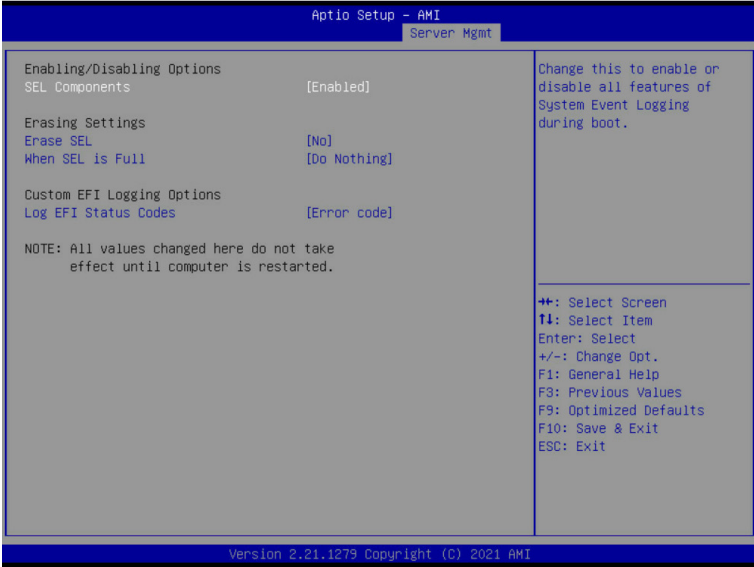 Aptio Setup – AMI
Server Mgmt
Enabling/Disabling Options
SEL Components [Enabled]
Erasing Settings
Erase SEL [No]
When SEL is Full [Do Nothing]
Custom EFI Logging Options
Log EFI Status Codes [Error code]
NOTE: All values changed here do not take
effect until computer is restarted.
Change this to enable or
disable all features of
System Event Logging
during boot.
→←: Select Screen
↑↓: Select Item
Enter: Select
+/-: Change Opt.
F1: General Help
F3: Previous Values
F9: Optimized Defaults
F10: Save & Exit
ESC: Exit
Version 2.21.1279 Copyright (C) 2021 AMI